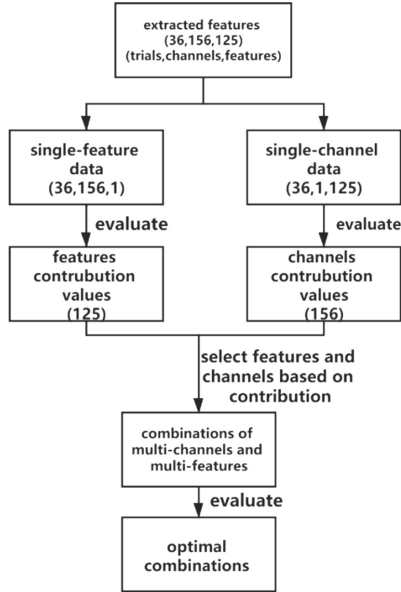 extracted features
(36,156,125)
(trials,channels,features)
single-feature
data
(36,156,1)
single-channel
data
(36,1,125)
evaluate
evaluate
features
contrubution
values
(125)
channels
contrubution
values
(156)
select features and
channels based on
contribution
combinations of
multi-channels and
multi-features
evaluate
optimal
combinations